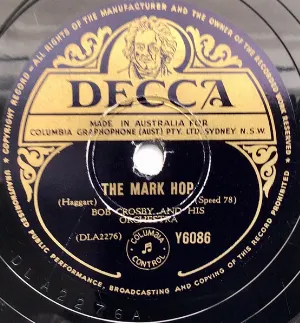 COPYRIGHT RECORD · ALL RIGHTS OF THE MANUFACTURER AND THE OWNER OF THE RECORDED WORK RESERVED
DECCA
MADE IN AUSTRALIA FOR
COLUMBIA GRAPHOPHONE (AUST) PTY. LTD. SYDNEY N.S.W
THE MARK HOP
(Haggart) (Speed 78)
BOB CROSBY AND HIS
ORCHESTRA
(DLA2276) COLUMBIA CONTROL Y6086
UNAUTHORISED PUBLIC PERFORMANCE, BROADCASTING AND COPYING OF THIS RECORD PROHIBITED
DLA2276A